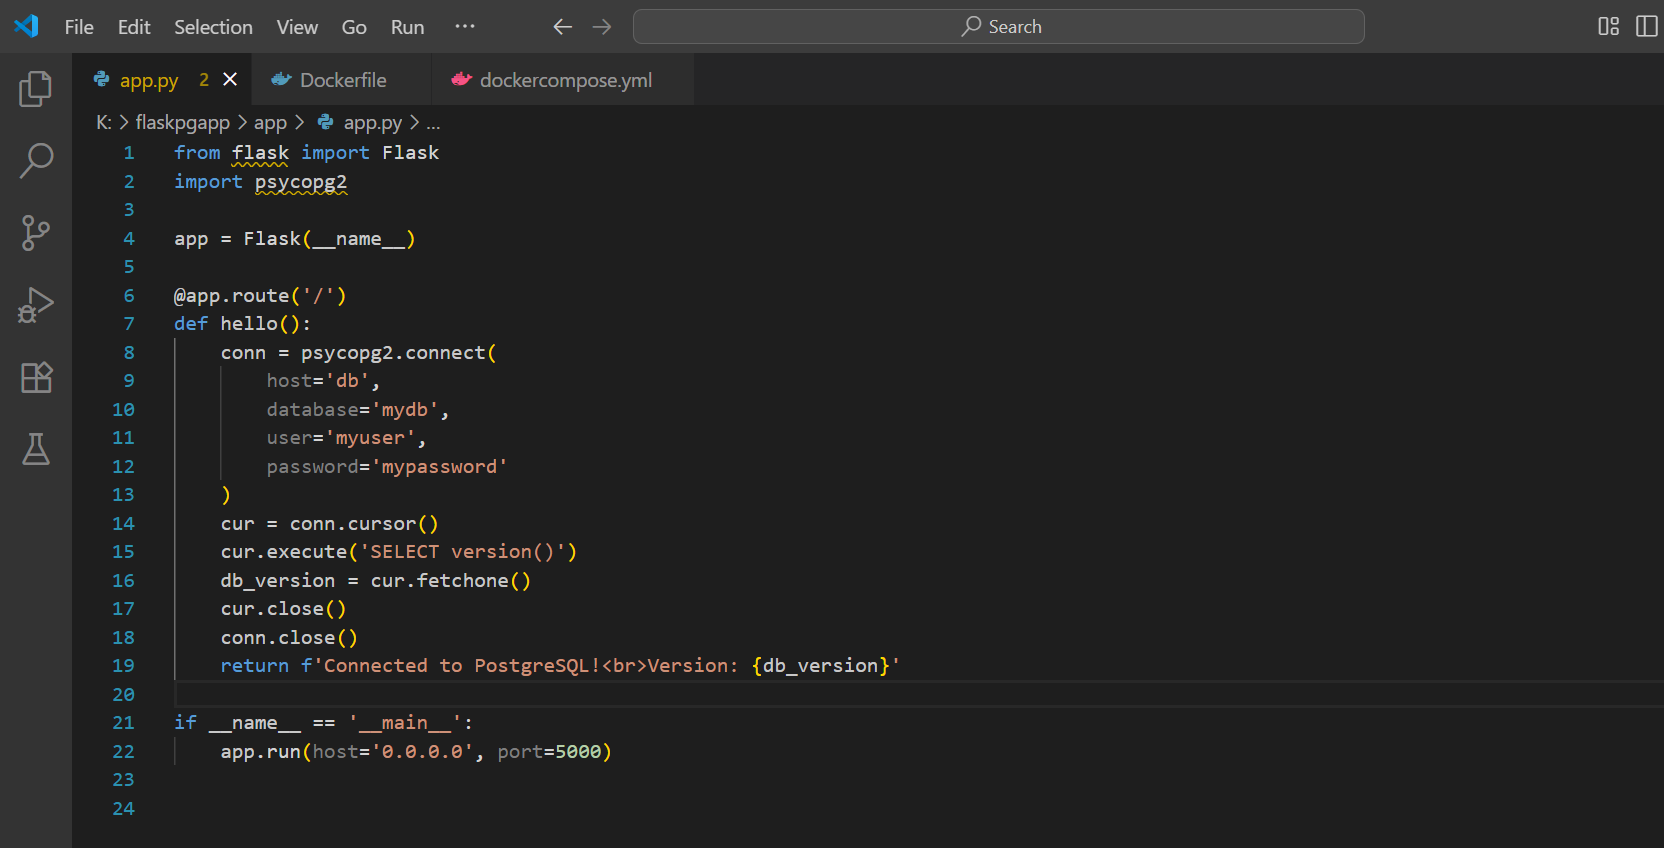 File Edit Selection View Go Run ··· Search
app.py 2 Dockerfile dockercompose.yml
K: > flaskpgapp > app > app.py > ...
1 from flask import Flask
2 import psycopg2
3
4 app = Flask(__name__)
5
6 @app.route('/')
7 def hello():
8     conn = psycopg2.connect(
9         host='db',
10         database='mydb',
11         user='myuser',
12         password='mypassword'
13     )
14     cur = conn.cursor()
15     cur.execute('SELECT version()')
16     db_version = cur.fetchone()
17     cur.close()
18     conn.close()
19     return f'Connected to PostgreSQL!<br>Version: {db_version}'
20
21 if __name__ == '__main__':
22     app.run(host='0.0.0.0', port=5000)
23
24